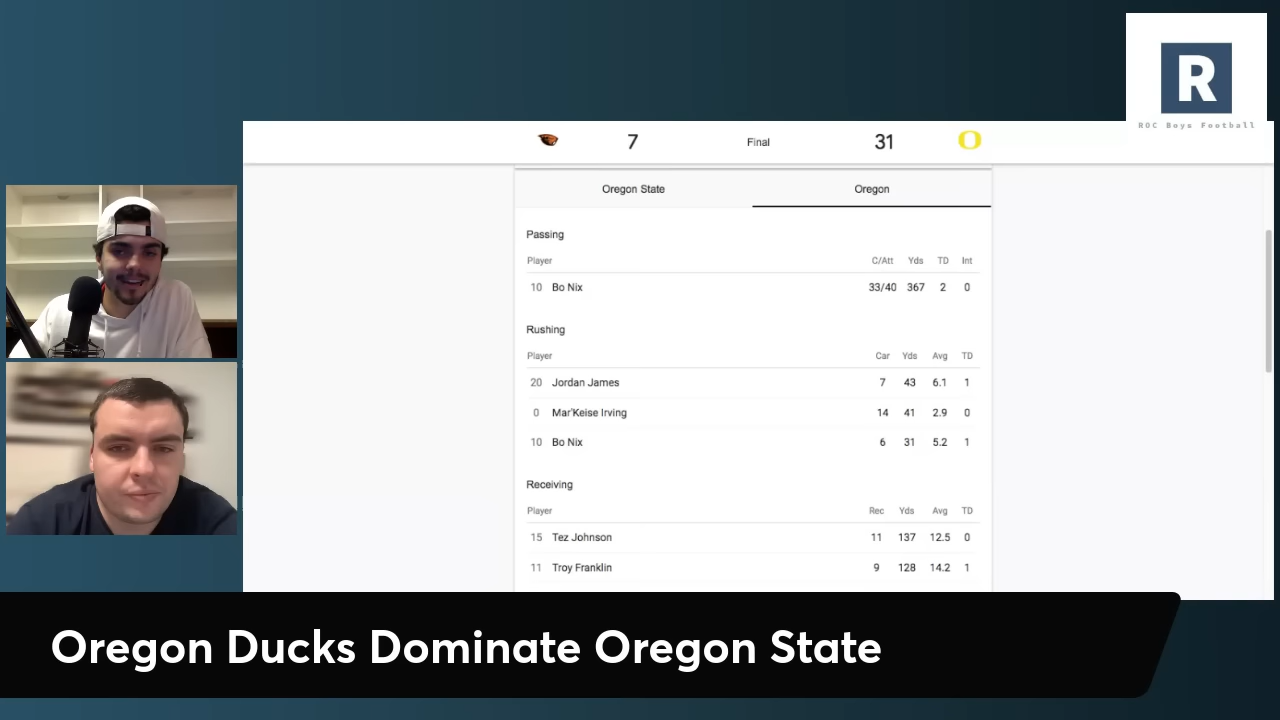 R
ROC Boys Football
7 Final 31 O
Oregon State Oregon
Passing
Player C/Att Yds TD Int
10 Bo Nix 33/40 367 2 0
Rushing
Player Car Yds Avg TD
20 Jordan James 7 43 6.1 1
0 Mar'Keise Irving 14 41 2.9 0
10 Bo Nix 6 31 5.2 1
Receiving
Player Rec Yds Avg TD
15 Tez Johnson 11 137 12.5 0
11 Troy Franklin 9 128 14.2 1
Oregon Ducks Dominate Oregon State